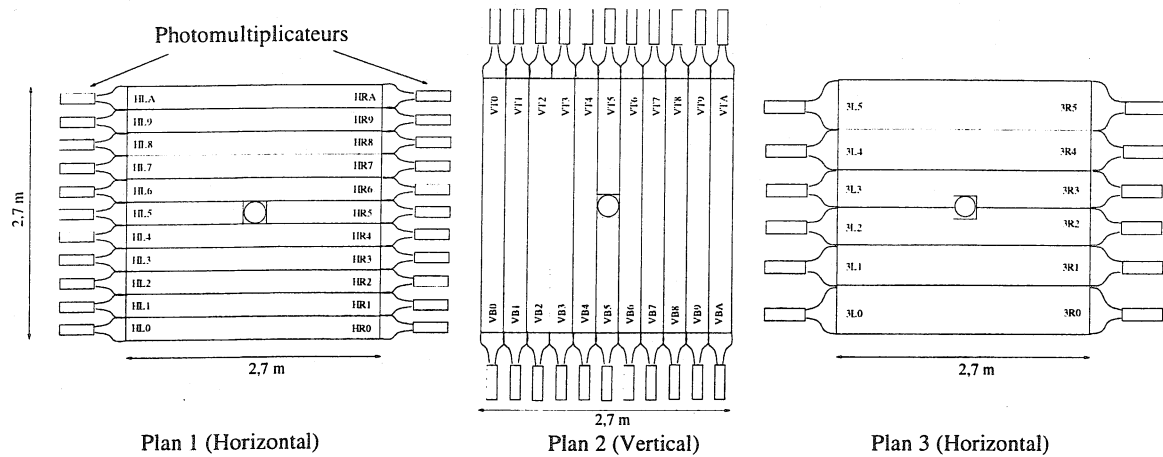 Photomultiplicateurs
HLA HRA
HL9 HR9
HL8 HR8
HL7 HR7
HL6 HR6
HL5 HR5
HL4 HR4
HL3 HR3
HL2 HR2
HL1 HR1
HL0 HR0
2,7 m
2,7 m
Plan 1 (Horizontal)
VT0 VT1 VT2 VT3 VT4 VT5 VT6 VT7 VT8 VT9 VTA
VB0 VB1 VB2 VB3 VB4 VB5 VB6 VB7 VB8 VB9 VBA
2,7 m
Plan 2 (Vertical)
3L5 3R5
3L4 3R4
3L3 3R3
3L2 3R2
3L1 3R1
3L0 3R0
2,7 m
Plan 3 (Horizontal)